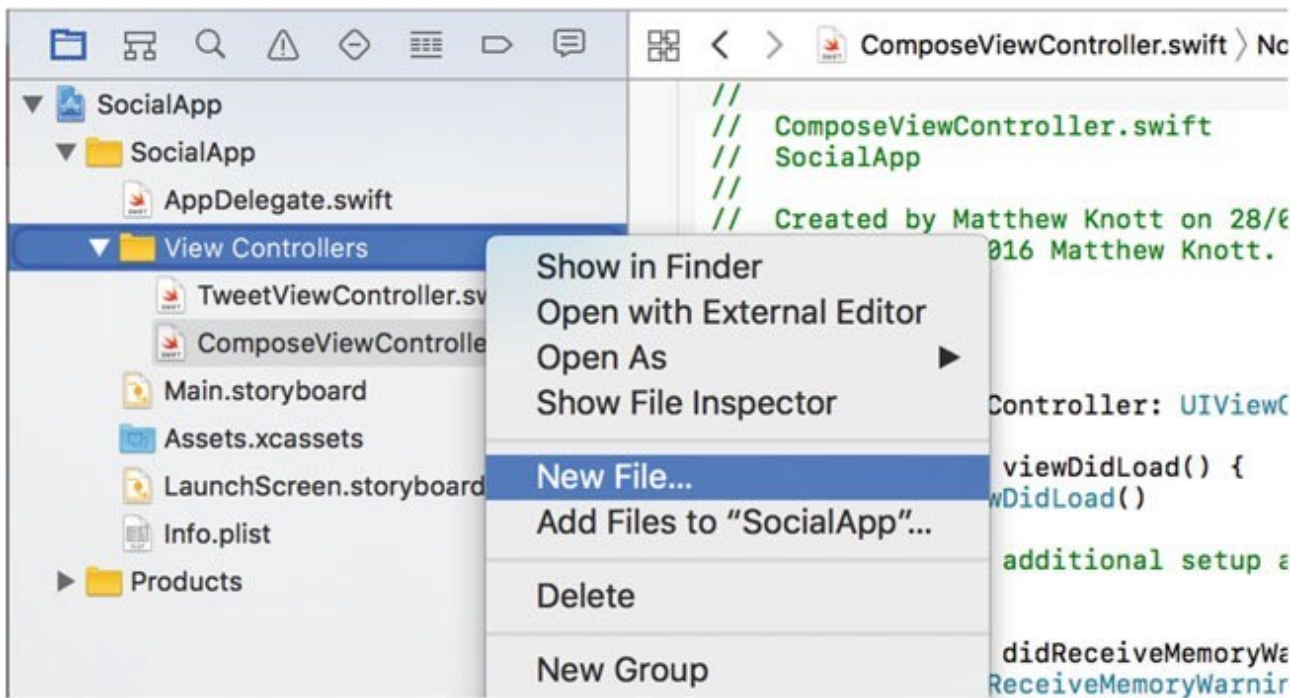 ComposeViewController.swift 〉 No
SocialApp
SocialApp
AppDelegate.swift
View Controllers
TweetViewController.sw
ComposeViewControlle
Main.storyboard
Assets.xcassets
LaunchScreen.storyboard
Info.plist
Products
Show in Finder
Open with External Editor
Open As
Show File Inspector
New File...
Add Files to “SocialApp”...
Delete
New Group
//
// ComposeViewController.swift
// SocialApp
//
// Created by Matthew Knott on 28/0
016 Matthew Knott.
Controller: UIViewC
viewDidLoad() {
wDidLoad()
additional setup a
didReceiveMemoryWa
ReceiveMemoryWarnin